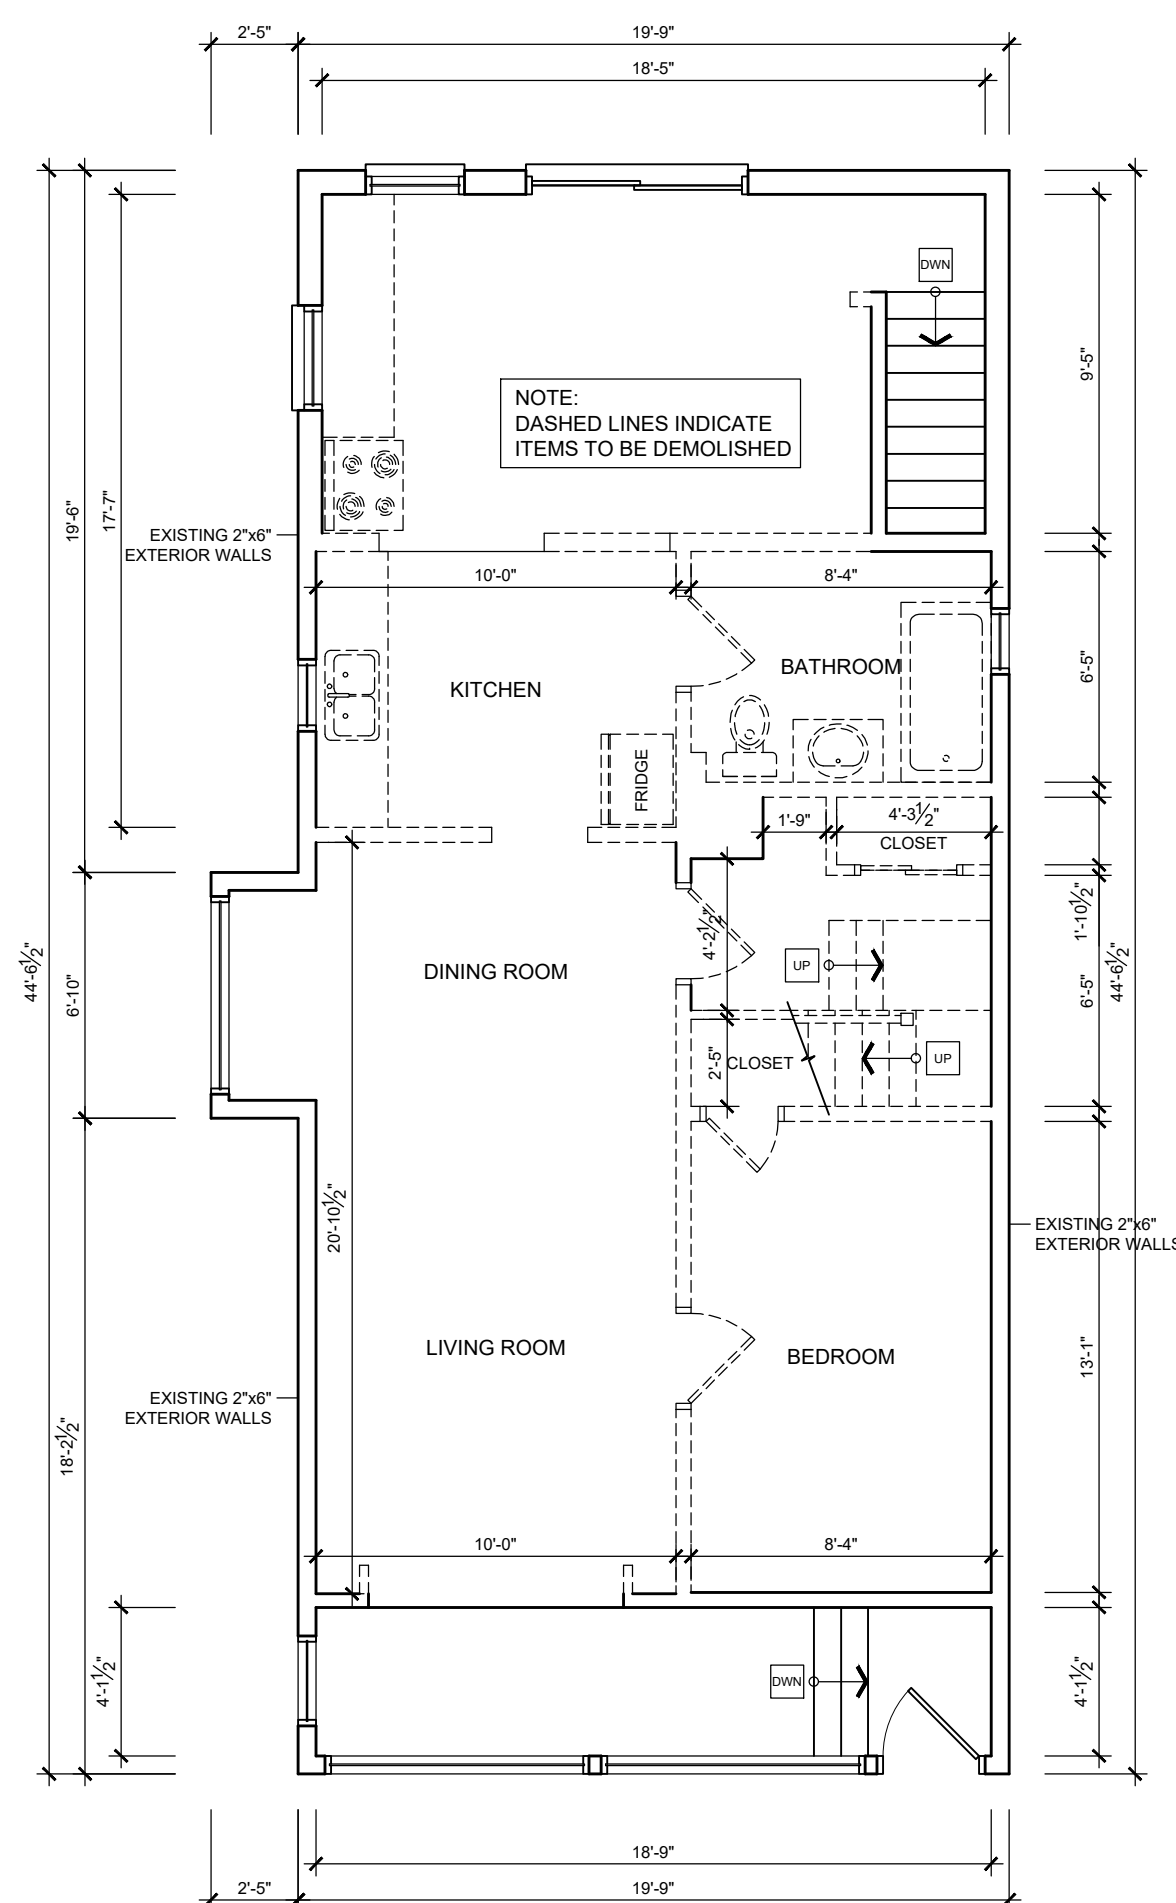 2'-5"
19'-9"
18'-5"
DWN
9'-5"
NOTE:
DASHED LINES INDICATE
ITEMS TO BE DEMOLISHED
17'-7"
19'-6"
EXISTING 2"x6"
EXTERIOR WALLS
10'-0"
8'-4"
BATHROOM
KITCHEN
6'-5"
FRIDGE
1'-9"
4'-3½"
CLOSET
1'-10½"
4'-2½"
44'-6½"
6'-10"
DINING ROOM
UP
6'-5"
44'-6½"
2'-5"
CLOSET
UP
20'-10½"
EXISTING 2"x6"
EXTERIOR WALLS
LIVING ROOM
BEDROOM
13'-1"
EXISTING 2"x6"
EXTERIOR WALLS
18'-2½"
10'-0"
8'-4"
4'-1½"
DWN
4'-1½"
18'-9"
2'-5"
19'-9"